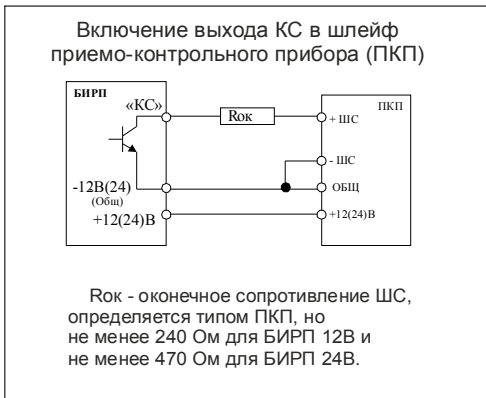 Включение выхода КС в шлейф
приемо-контрольного прибора (ПКП)
БИРП
«КС»
Rок
ПКП
+ ШС
- ШС
-12В(24)
(Общ)
ОБЩ
+12(24)В
+12(24)В
Rок - оконечное сопротивление ШС,
определяется типом ПКП, но
не менее 240 Ом для БИРП 12В и
не менее 470 Ом для БИРП 24В.